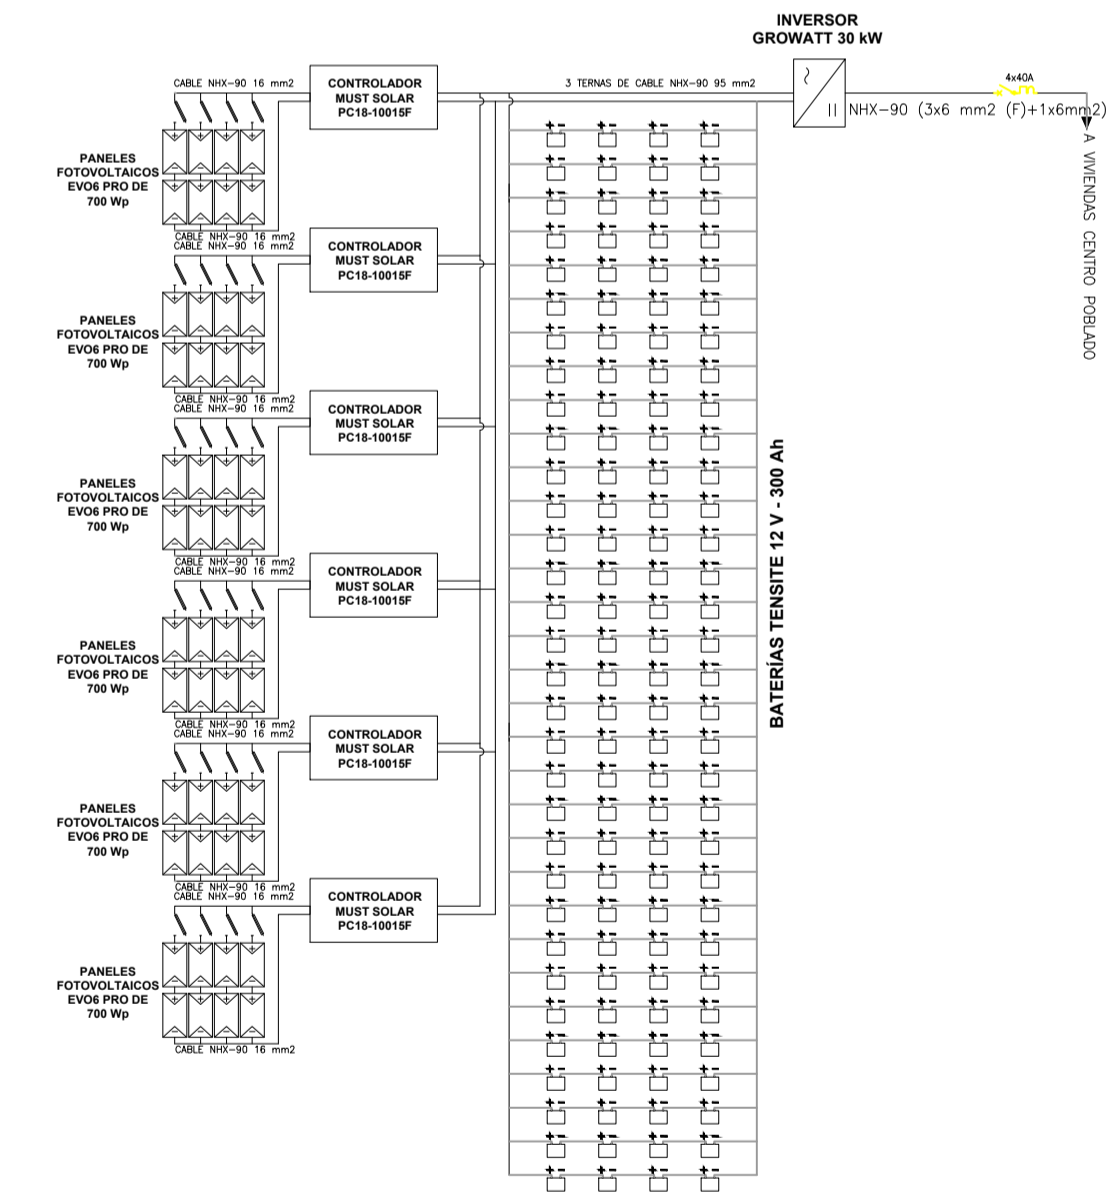 INVERSOR
GROWATT 30 kW
CABLE NHX-90 16 mm2
CONTROLADOR
MUST SOLAR
PC18-10015F
3 TERNAS DE CABLE NHX-90 95 mm2
4x40A
NHX-90 (3x6 mm2 (F)+1x6mm2)
A VIVIENDAS CENTRO POBLADO
PANELES
FOTOVOLTAICOS
EVO6 PRO DE
700 Wp
CABLE NHX-90 16 mm2
CABLE NHX-90 16 mm2
CONTROLADOR
MUST SOLAR
PC18-10015F
PANELES
FOTOVOLTAICOS
EVO6 PRO DE
700 Wp
CABLE NHX-90 16 mm2
CABLE NHX-90 16 mm2
CONTROLADOR
MUST SOLAR
PC18-10015F
PANELES
FOTOVOLTAICOS
EVO6 PRO DE
700 Wp
CABLE NHX-90 16 mm2
CABLE NHX-90 16 mm2
CONTROLADOR
MUST SOLAR
PC18-10015F
PANELES
FOTOVOLTAICOS
EVO6 PRO DE
700 Wp
CABLE NHX-90 16 mm2
CABLE NHX-90 16 mm2
CONTROLADOR
MUST SOLAR
PC18-10015F
PANELES
FOTOVOLTAICOS
EVO6 PRO DE
700 Wp
CABLE NHX-90 16 mm2
CABLE NHX-90 16 mm2
CONTROLADOR
MUST SOLAR
PC18-10015F
PANELES
FOTOVOLTAICOS
EVO6 PRO DE
700 Wp
CABLE NHX-90 16 mm2
BATERÍAS TENSITE 12 V - 300 Ah